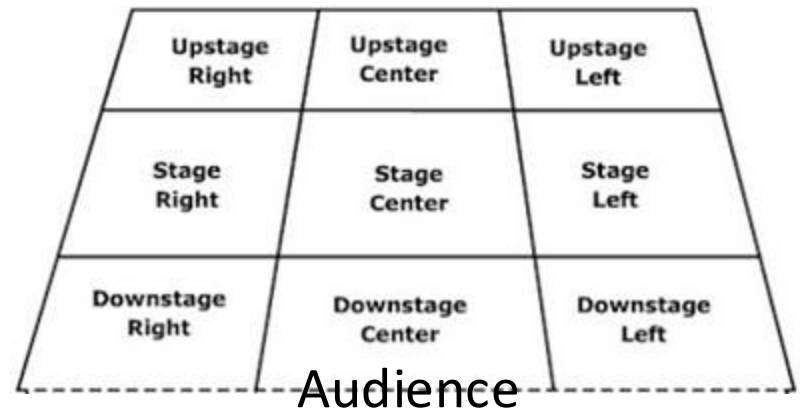 Upstage
Right
Upstage
Center
Upstage
Left
Stage
Right
Stage
Center
Stage
Left
Downstage
Right
Downstage
Center
Downstage
Left
Audience